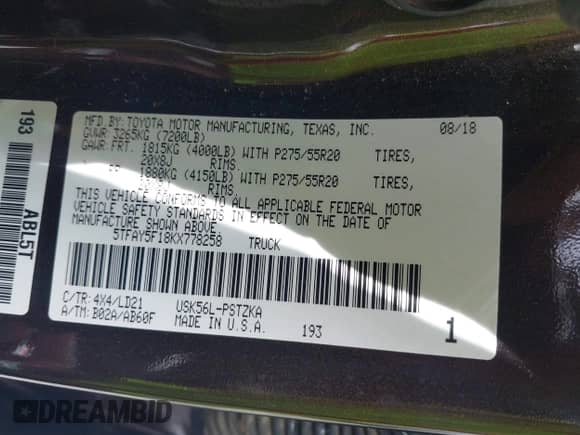 193
ABL5T
MFD.BY:TOYOTA MOTOR MANUFACTURING, TEXAS, INC. 08/18
GVWR: 3265KG (7200LB)
GAWR: FRT. 1815KG (4000LB) WITH P275/55R20 TIRES,
20X8J RIMS
1880KG (4150LB) WITH P275/55R20 TIRES,
RIMS.
THIS VEHICLE CONFORMS TO ALL APPLICABLE FEDERAL MOTOR
VEHICLE SAFETY STANDARDS IN EFFECT ON THE DATE OF
MANUFACTURE SHOWN ABOVE.
5TFAY5F18KX778258 TRUCK
C/TR:4X4/LD21 USK56L-PSTZKA
A/TM: B02A/AB60F MADE IN U.S.A. 193 1
DREAMBID